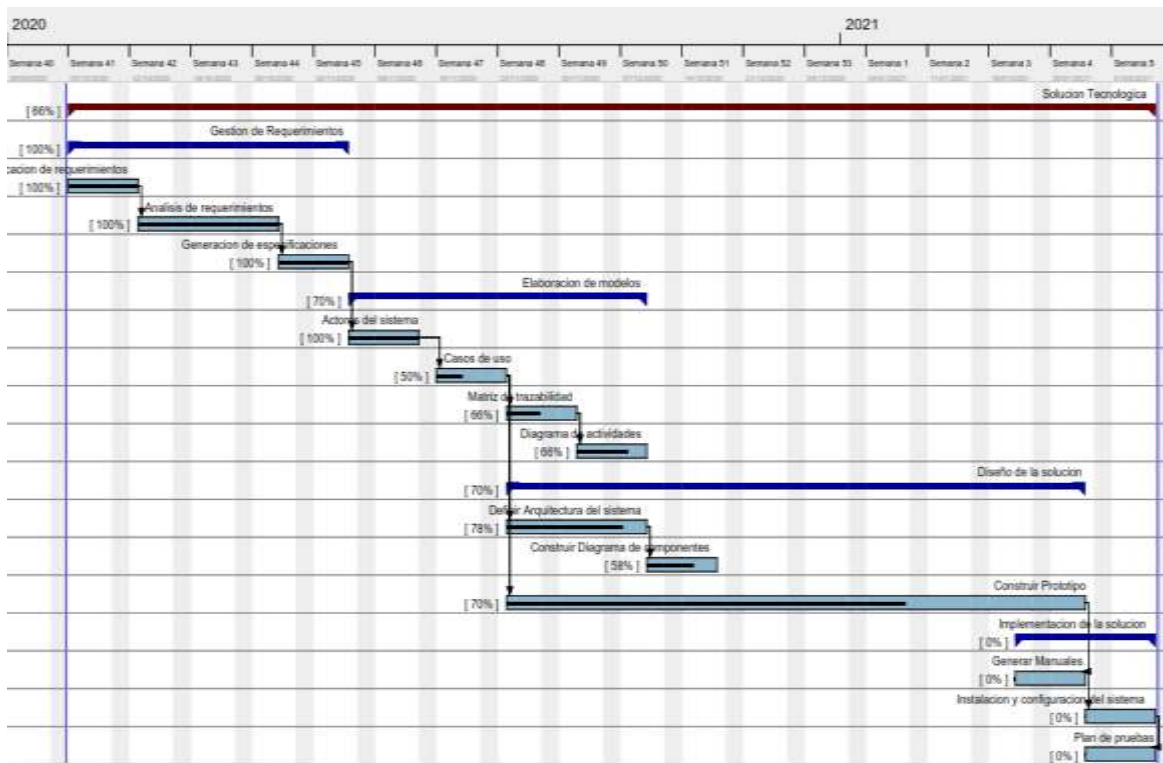 2020 2021
Semana 40 Semana 41 Semana 42 Semana 43 Semana 44 Semana 45 Semana 46 Semana 47 Semana 48 Semana 49 Semana 50 Semana 51 Semana 52 Semana 53 Semana 1 Semana 2 Semana 3 Semana 4 Semana 5
Solucion Tecnologica
[ 66% ]
Gestion de Requerimientos
[ 100% ]
cacion de requerimientos
[ 100% ]
Analisis de requerimientos
[ 100% ]
Generacion de especificaciones
[ 100% ]
Elaboracion de modelos
[ 70% ]
Actores del sistema
[ 100% ]
Casos de uso
[ 50% ]
Matriz de trazabilidad
[ 66% ]
Diagrama de actividades
[ 66% ]
Diseño de la solucion
[ 70% ]
Definir Arquitectura del sistema
[ 78% ]
Construir Diagrama de componentes
[ 58% ]
Construir Prototipo
[ 70% ]
Implementacion de la solucion
[ 0% ]
Generar Manuales
[ 0% ]
Instalacion y configuracion del sistema
[ 0% ]
Plan de pruebas
[ 0% ]